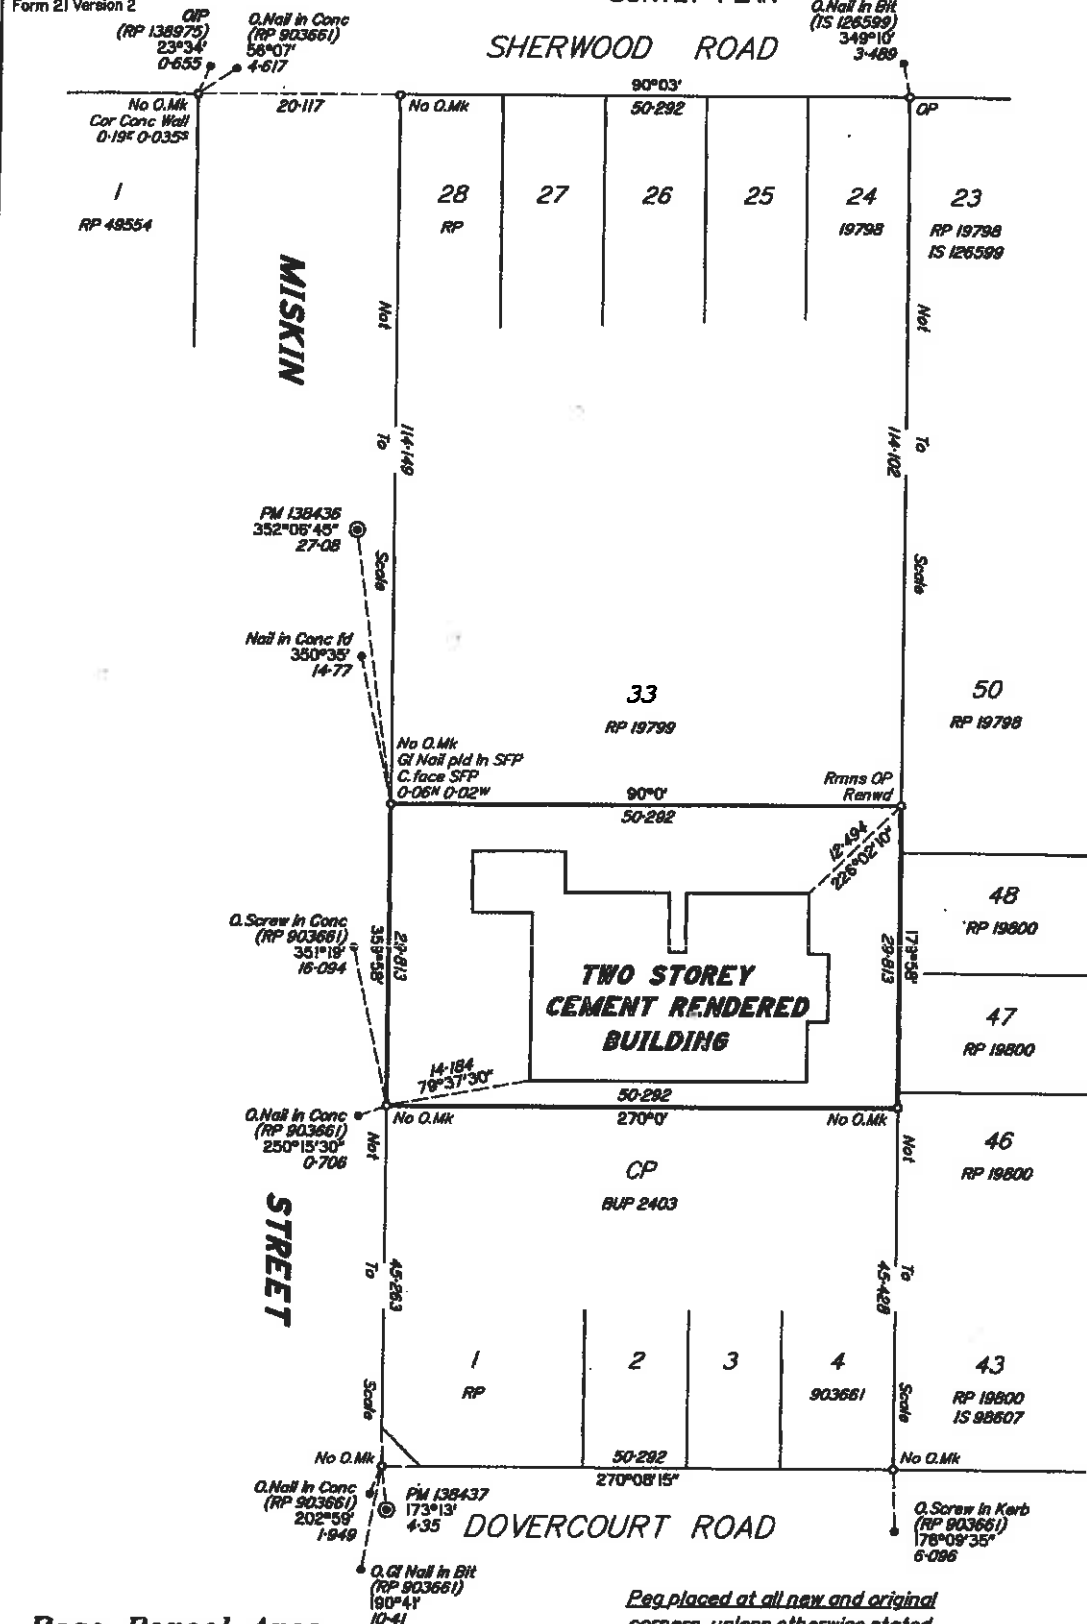 Form 21 Version 2
OIP
(RP 138975)
23°34'
0·655
O.Nail in Conc
(RP 903661)
56°07'
4·617
O.Nail in Bit
(IS 126599)
349°10'
3·489
SHERWOOD ROAD
90°03'
50·292
20·117
No O.Mk
Cor Conc Wall
0·19E 0·035S
No O.Mk
OP
1
RP 49554
28
RP
27
26
25
24
19798
23
RP 19798
IS 126599
MISKIN
Not
To
Scale
114·149
Not
To
Scale
114·102
PM 138436
352°06'45"
27·08
Nail in Conc fd
350°35'
14·77
33
RP 19799
50
RP 19798
No O.Mk
GI Nail pld in SFP
C.face SFP
0·06N 0·02W
90°0'
50·292
Rmns OP
Renwd
12·494
226°02'10"
48
RP 19800
O.Screw in Conc
(RP 903661)
351°19'
16·094
29·813
359°58'
179°58'
29·813
TWO STOREY
CEMENT RENDERED
BUILDING
47
RP 19800
14·184
79°37'30"
50·292
270°0'
O.Nail in Conc
(RP 903661)
250°15'30"
0·706
No O.Mk
No O.Mk
46
RP 19800
CP
BUP 2403
STREET
Not
To
Scale
45·263
Not
To
Scale
45·428
1
RP
2
3
4
903661
43
RP 19800
IS 98607
No O.Mk
50·292
270°08'15"
No O.Mk
O.Nail in Conc
(RP 903661)
202°59'
1·949
PM 138437
173°13'
4·35
DOVERCOURT ROAD
O.Screw in Kerb
(RP 903661)
178°09'35"
6·096
O.GI Nail in Bit
(RP 903661)
190°41'
10·41
Peg placed at all new and original